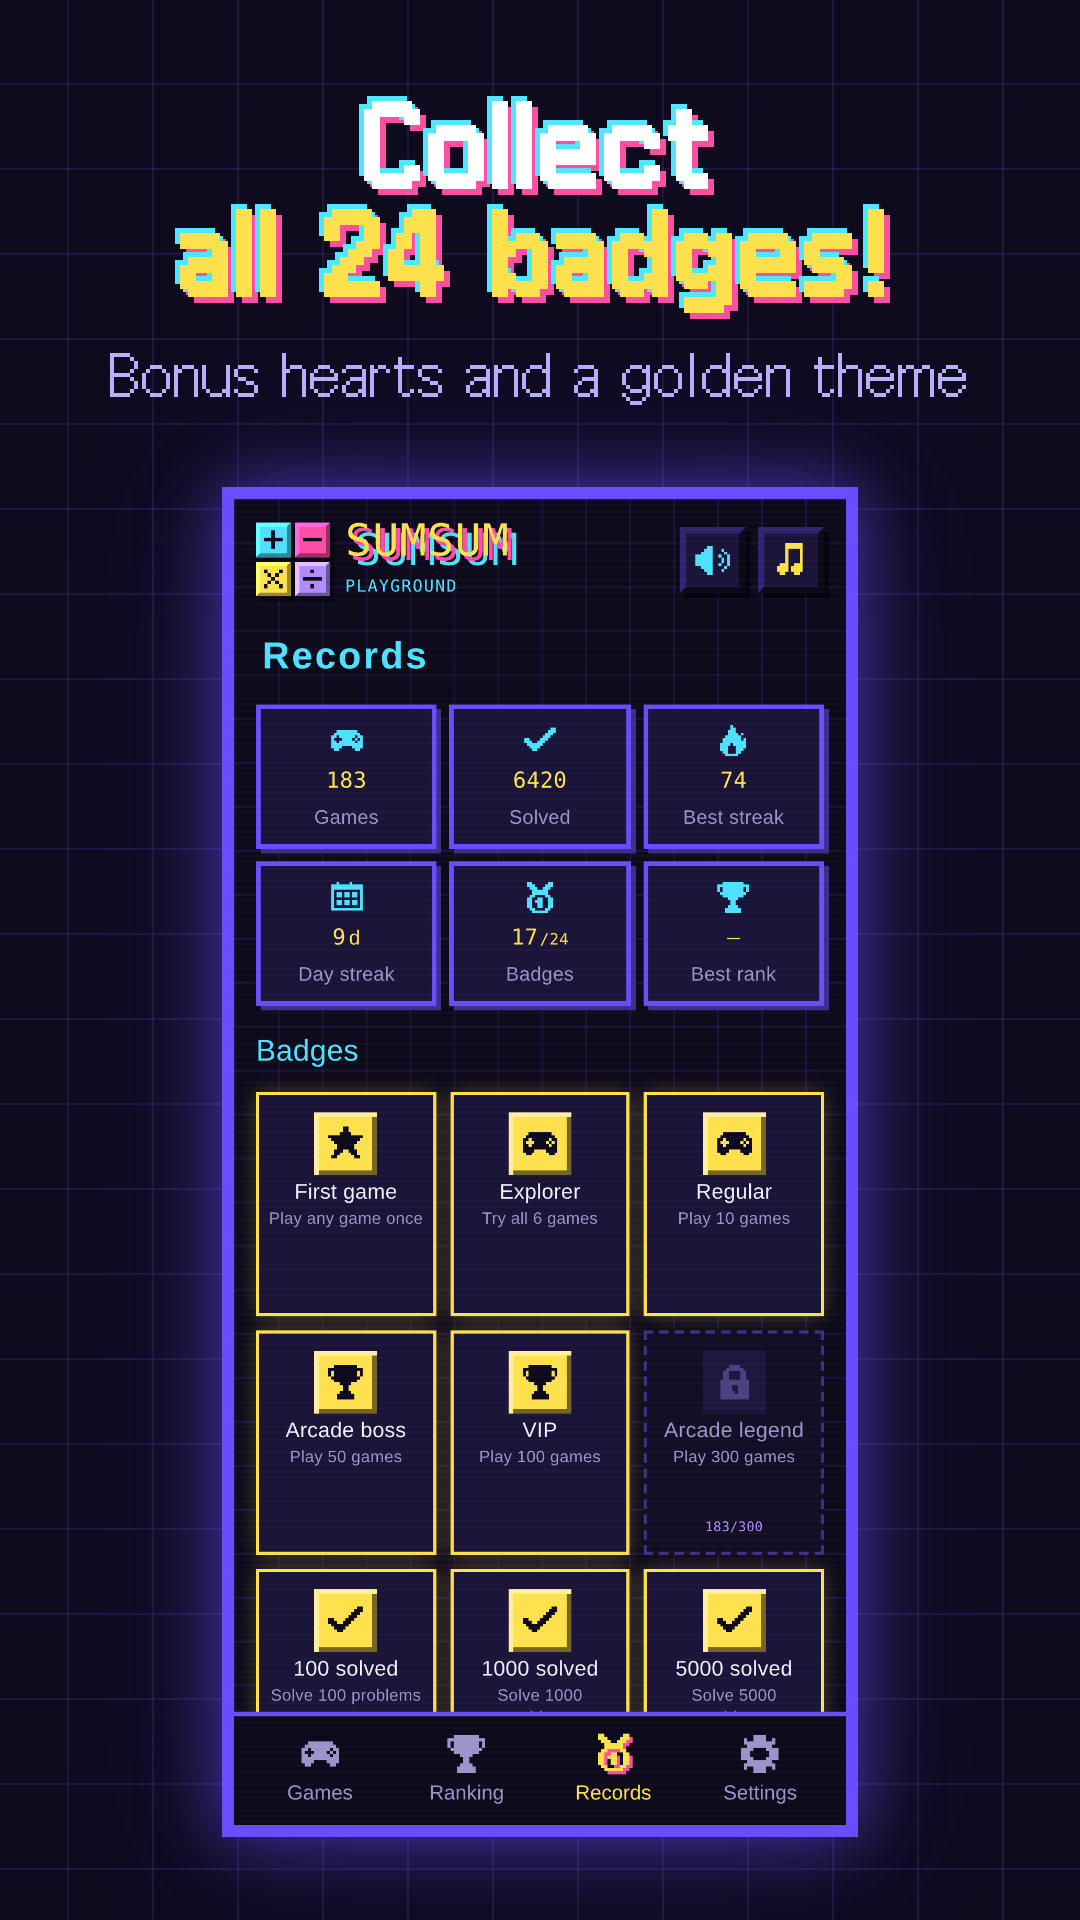 Collect
all 24 badges!
Bonus hearts and a golden theme
SUMSUM
PLAYGROUND
Records
183
6420
74
Games
Solved
Best streak
9d
17/24
–
Day streak
Badges
Best rank
Badges
First game
Explorer
Regular
Play any game once
Try all 6 games
Play 10 games
Arcade boss
VIP
Arcade legend
Play 50 games
Play 100 games
Play 300 games
183/300
100 solved
1000 solved
5000 solved
Solve 100 problems
Solve 1000
Solve 5000
Games
Ranking
Records
Settings